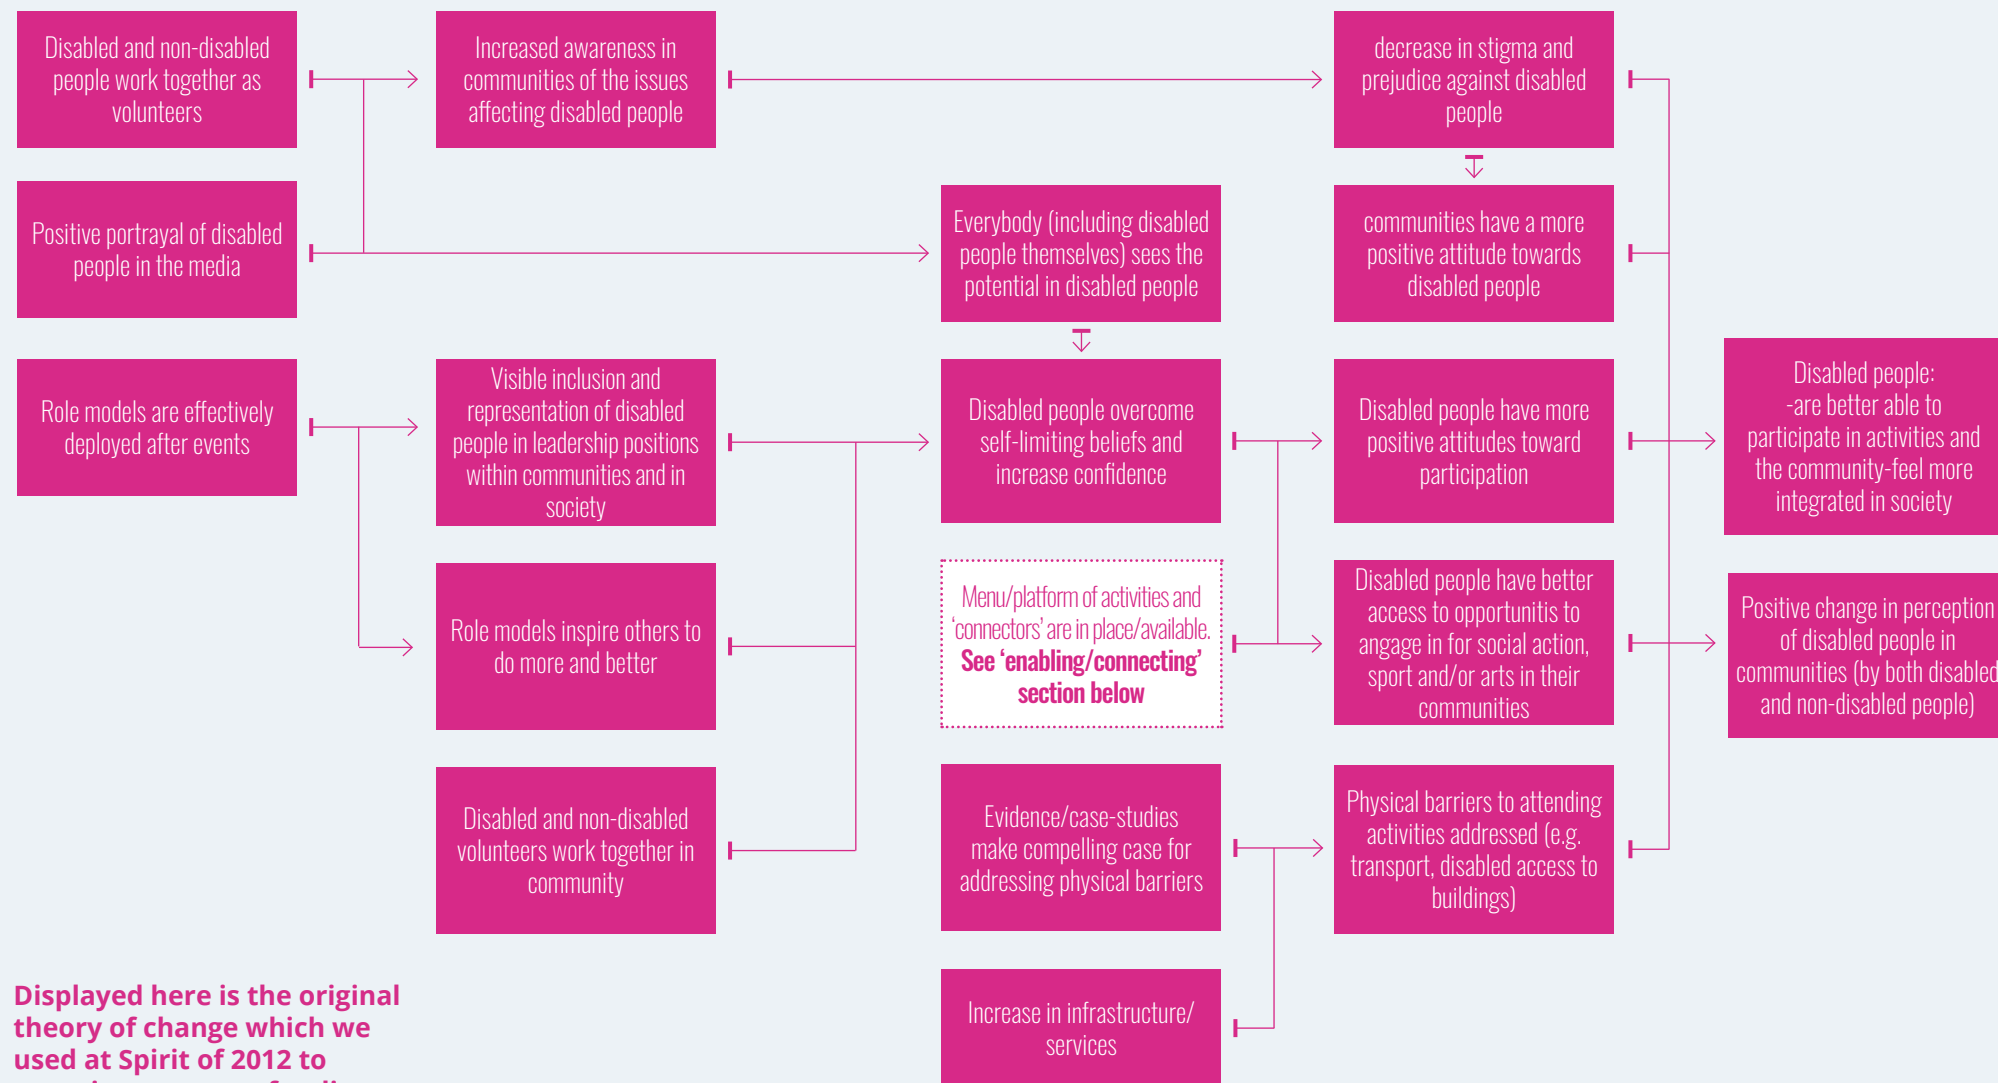 Disabled and non-disabled
people work together as
volunteers
Increased awareness in
communities of the issues
affecting disabled people
decrease in stigma and
prejudice against disabled
people
Positive portrayal of disabled
people in the media
Everybody (including disabled
people themselves) sees the
potential in disabled people
communities have a more
positive attitude towards
disabled people
Role models are effectively
deployed after events
Visible inclusion and
representation of disabled
people in leadership positions
within communities and in
society
Disabled people overcome
self-limiting beliefs and
increase confidence
Disabled people have more
positive attitudes toward
participation
Disabled people:
-are better able to
participate in activities and
the community-feel more
integrated in society
Role models inspire others to
do more and better
Menu/platform of activities and
‘connectors’ are in place/available.
See ‘enabling/connecting’
section below
Disabled people have better
access to opportunitis to
angage in for social action,
sport and/or arts in their
communities
Positive change in perception
of disabled people in
communities (by both disabled
and non-disabled people)
Disabled and non-disabled
volunteers work together in
community
Evidence/case-studies
make compelling case for
addressing physical barriers
Physical barriers to attending
activities addressed (e.g.
transport, disabled access to
buildings)
Increase in infrastructure/
services
Displayed here is the original
theory of change which we
used at Spirit of 2012 to